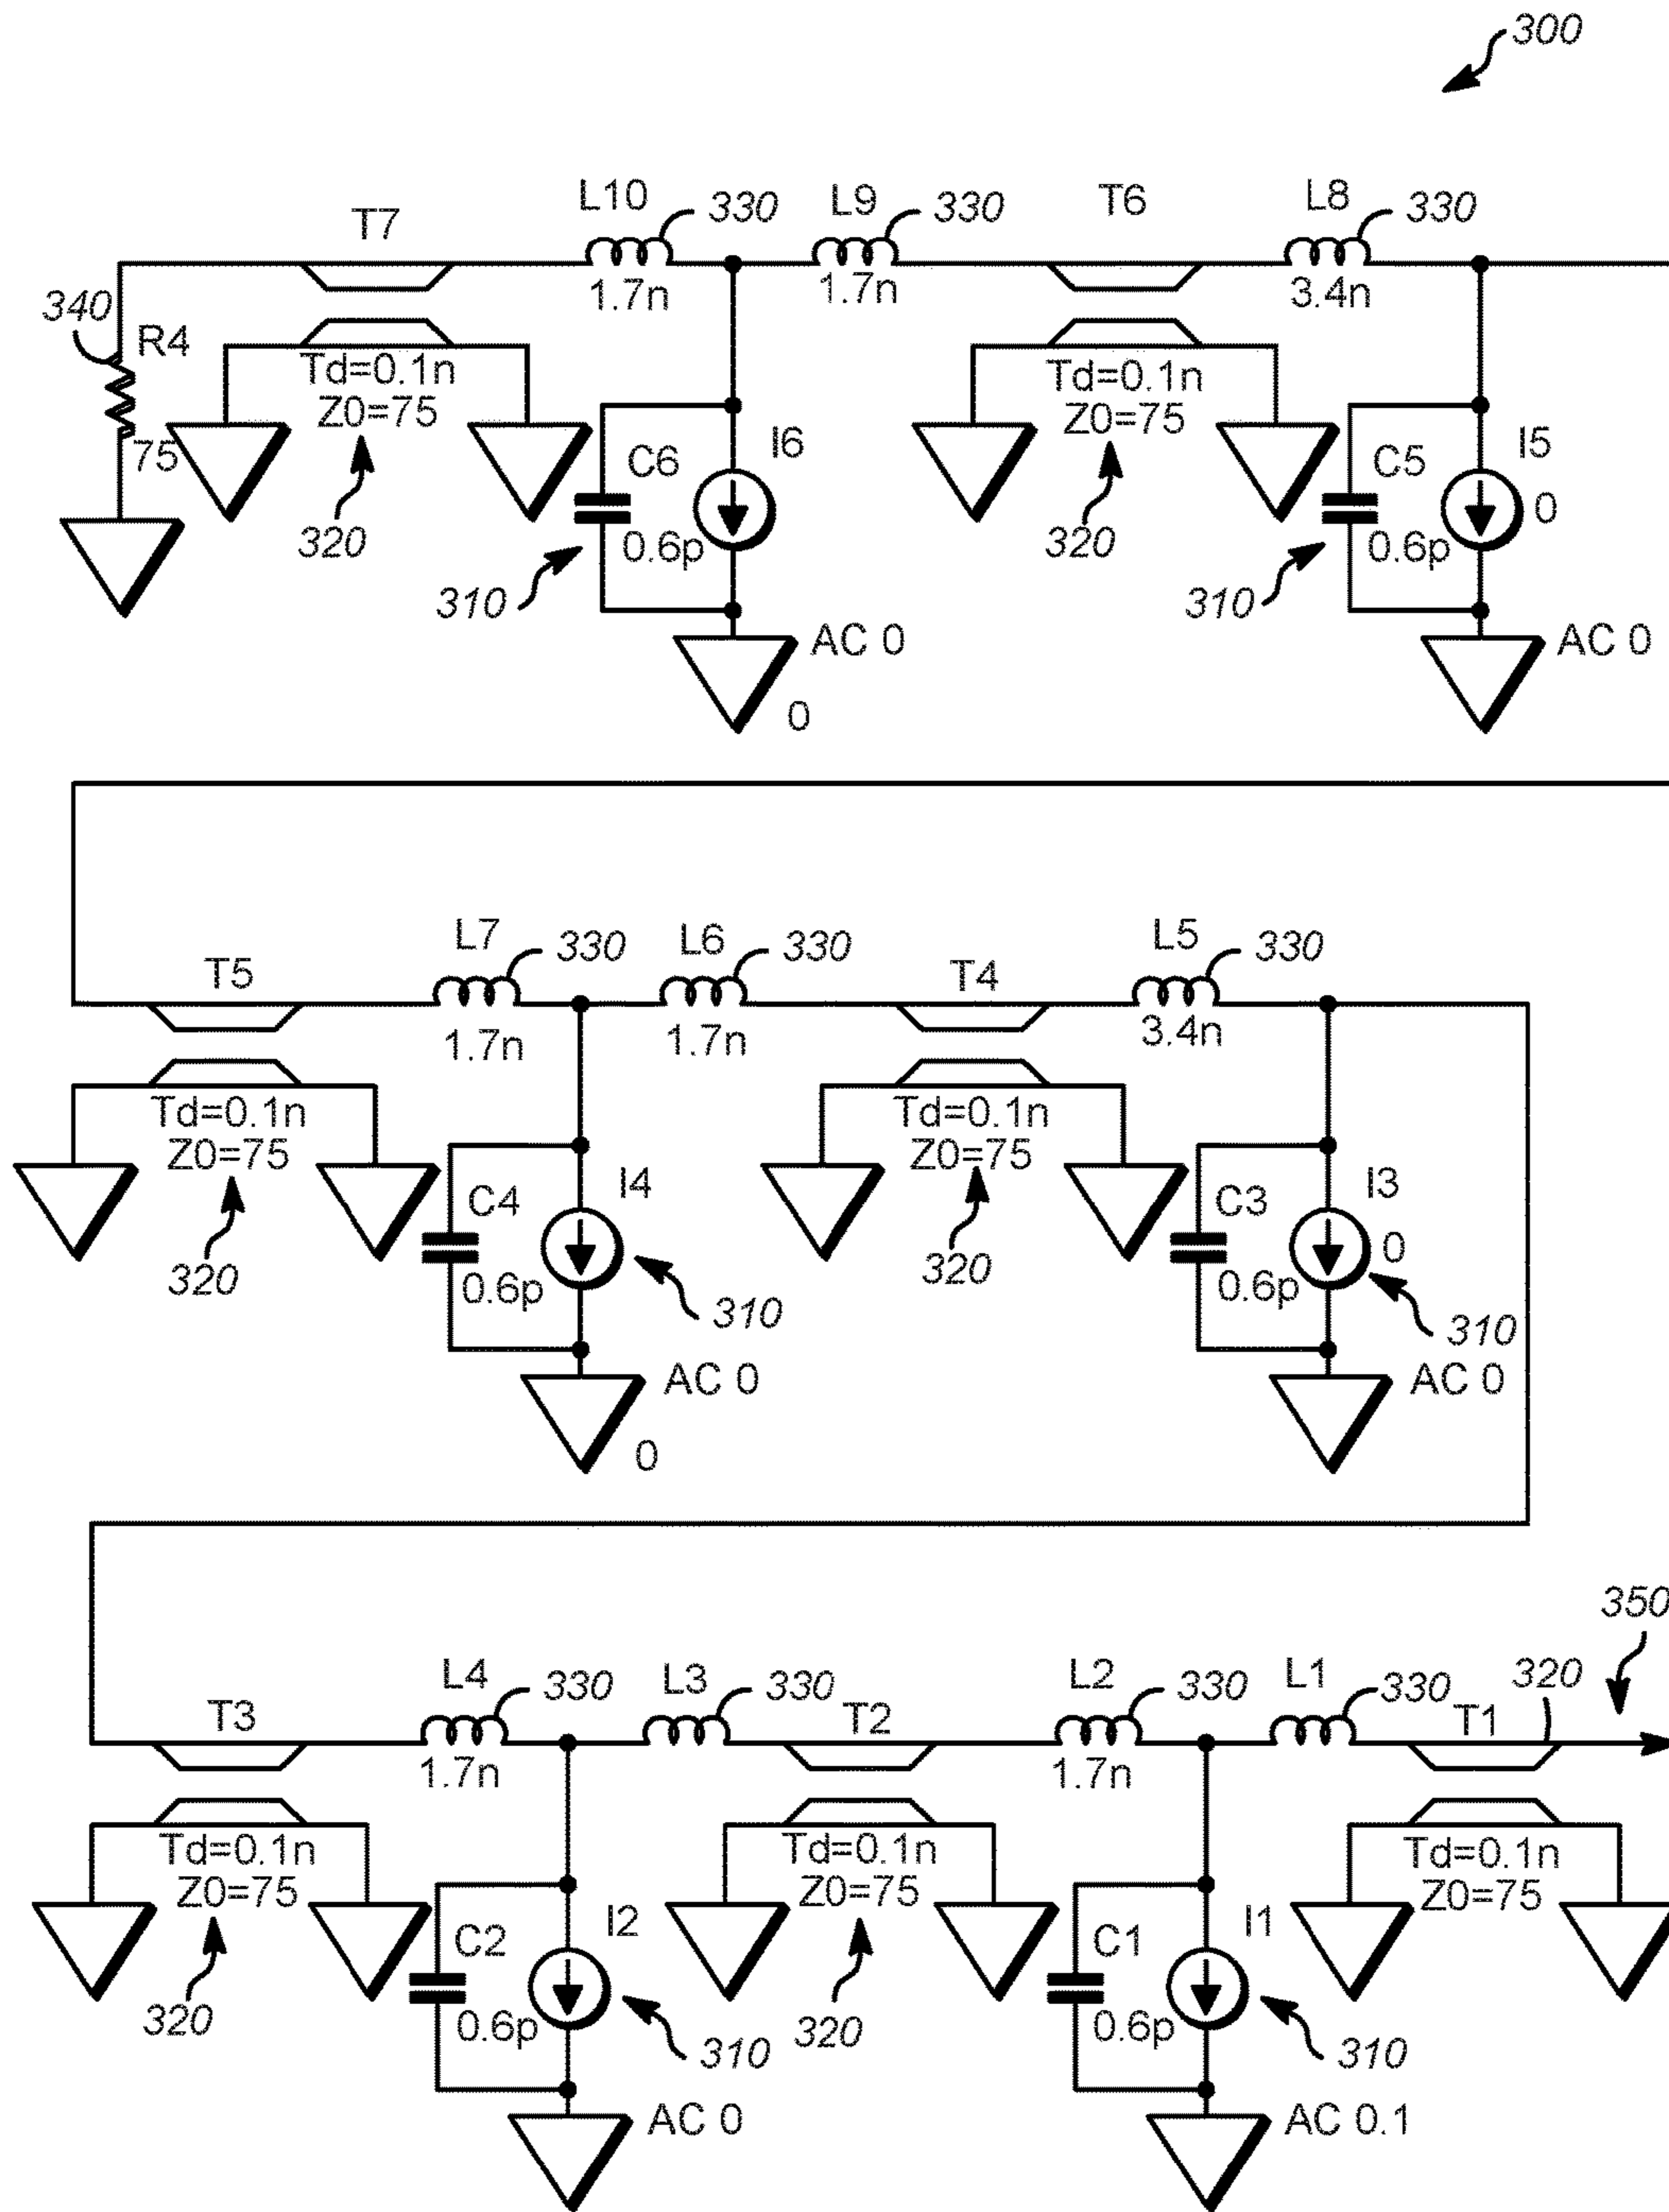 300
L10 330 L9 330 T6 L8 330
T7
1.7n 1.7n 3.4n
340 R4
Td=0.1n
Z0=75
Td=0.1n
Z0=75
75
320
C6 I6
0.6p
310
320
C5 I5
0
0.6p
310
AC 0
0
AC 0
L7 330 L6 330 T4 L5 330
T5
1.7n 1.7n 3.4n
Td=0.1n
Z0=75
Td=0.1n
Z0=75
320
C4 I4
0.6p
310
320
C3 I3
0
0.6p
310
AC 0
0
AC 0
350
L4 330 L3 330 T2 L2 330 L1 330 T1 320
T3
1.7n 1.7n
Td=0.1n
Z0=75
Td=0.1n
Z0=75
Td=0.1n
Z0=75
320
C2 I2
0.6p
310
320
C1 I1
0.6p
310
AC 0 AC 0.1